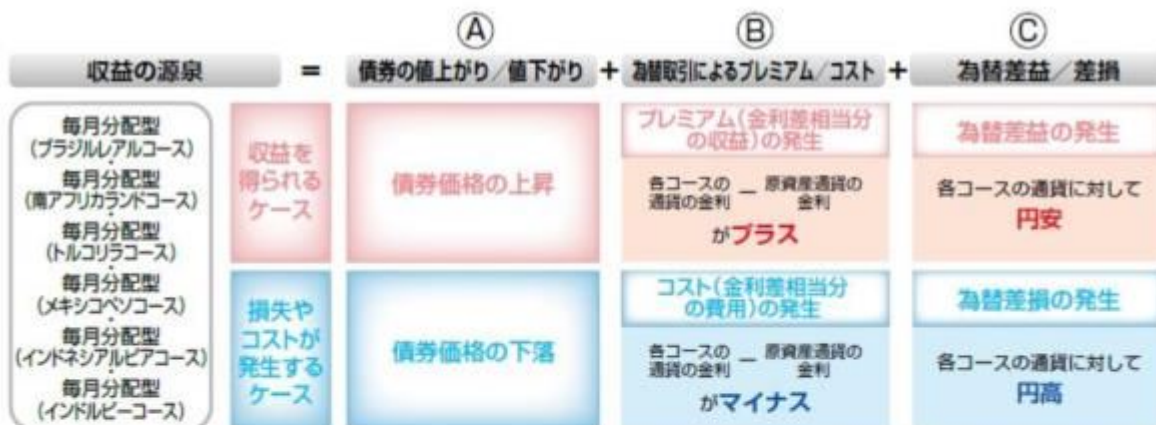 Ⓐ
Ⓑ
Ⓒ
収益の源泉
=
債券の値上がり/値下がり
+
為替取引によるプレミアム/コスト
+
為替差益/差損
毎月分配型
(ブラジルレアルコース)
毎月分配型
(南アフリカランドコース)
毎月分配型
(トルコリラコース)
毎月分配型
(メキシコペソコース)
毎月分配型
(インドネシアルピアコース)
毎月分配型
(インドルピーコース)
収益を
得られる
ケース
債券価格の上昇
プレミアム(金利差相当分
の収益)の発生
各コースの
通貨の金利
ー
原資産通貨の
金利
がプラス
為替差益の発生
各コースの通貨に対して
円安
損失や
コストが
発生する
ケース
債券価格の下落
コスト(金利差相当分
の費用)の発生
各コースの
通貨の金利
ー
原資産通貨の
金利
がマイナス
為替差損の発生
各コースの通貨に対して
円高